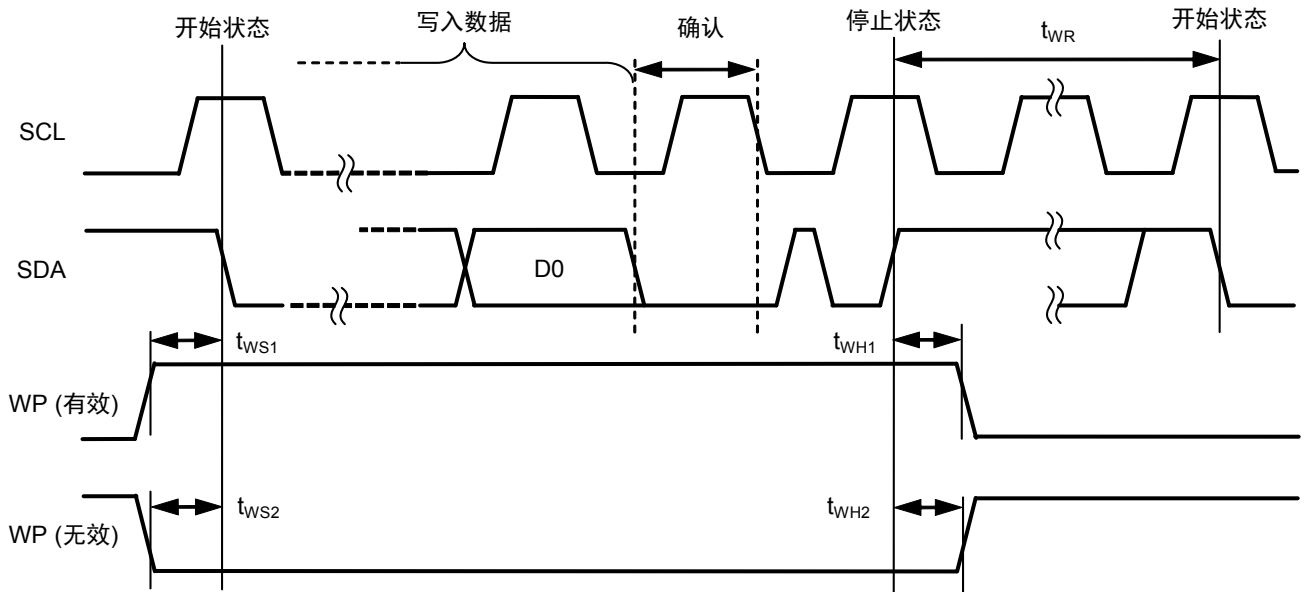 开始状态 写入数据 确认 停止状态 tWR 开始状态
SCL
SDA D0
tWS1 tWH1
WP (有效)
tWS2 tWH2
WP (无效)